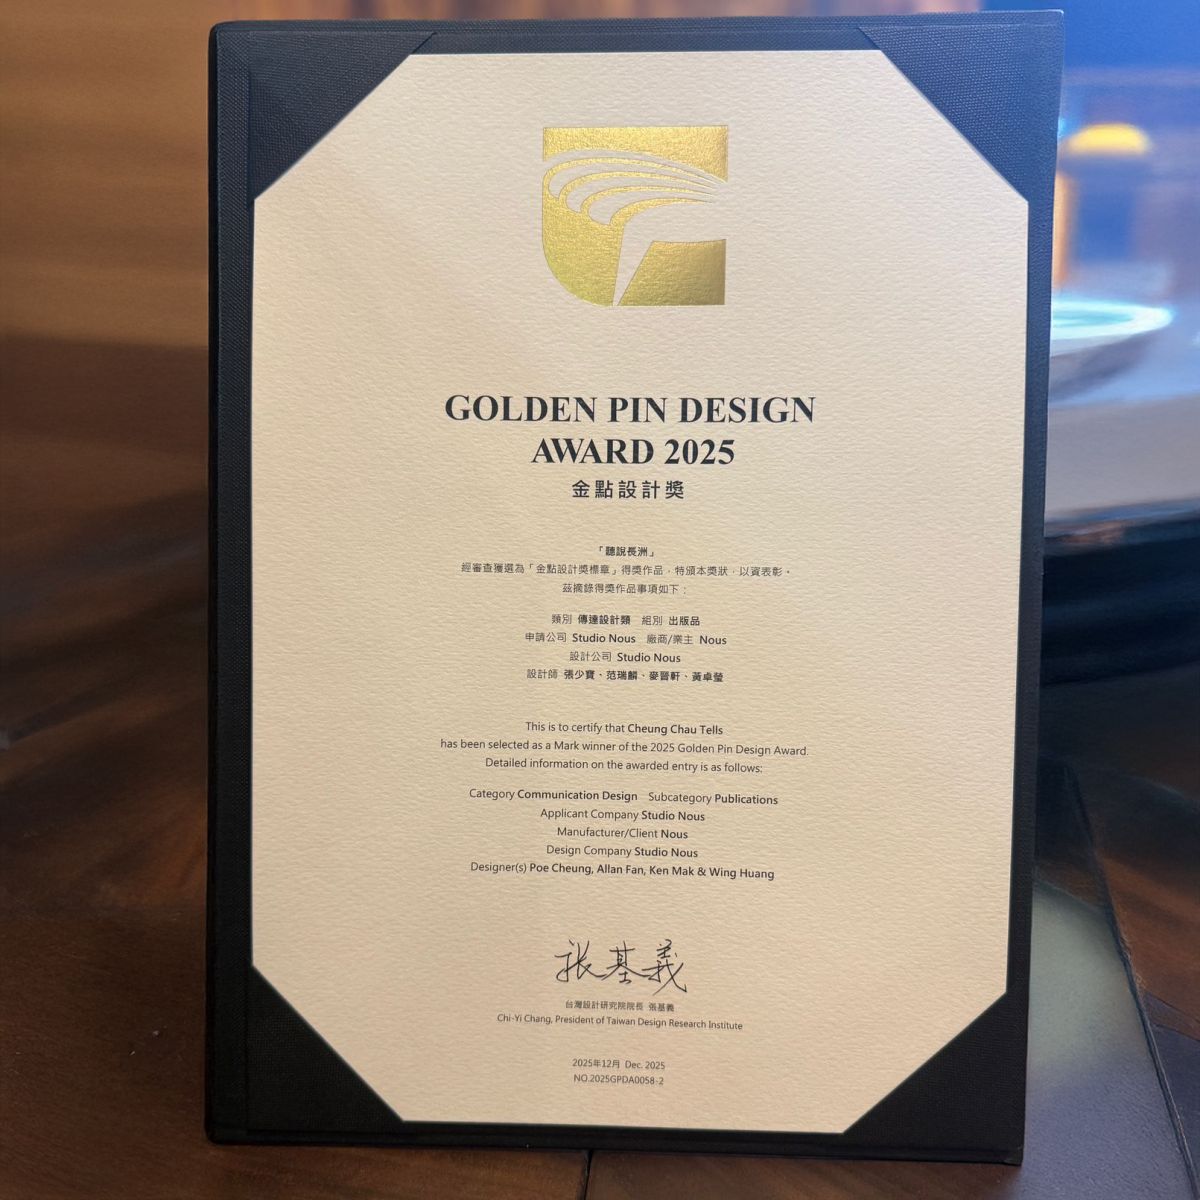 GOLDEN PIN DESIGN
AWARD 2025
金點設計獎
「聽說長洲」
經審查獲選為「金點設計獎標章」得獎作品，特頒本獎狀，以資表彰。
茲摘錄得獎作品事項如下：
類別 傳達設計類 組別 出版品
申請公司 Studio Nous 廠商/業主 Nous
設計公司 Studio Nous
設計師 張少寶、范瑞麟、麥晉軒、黃卓瑩
This is to certify that Cheung Chau Tells
has been selected as a Mark winner of the 2025 Golden Pin Design Award.
Detailed information on the awarded entry is as follows:
Category Communication Design Subcategory Publications
Applicant Company Studio Nous
Manufacturer/Client Nous
Design Company Studio Nous
Designer(s) Poe Cheung, Allan Fan, Ken Mak & Wing Huang
張基義
台灣設計研究院院長 張基義
Chi-Yi Chang, President of Taiwan Design Research Institute
2025年12月 Dec. 2025
NO.2025GPDA0058-2